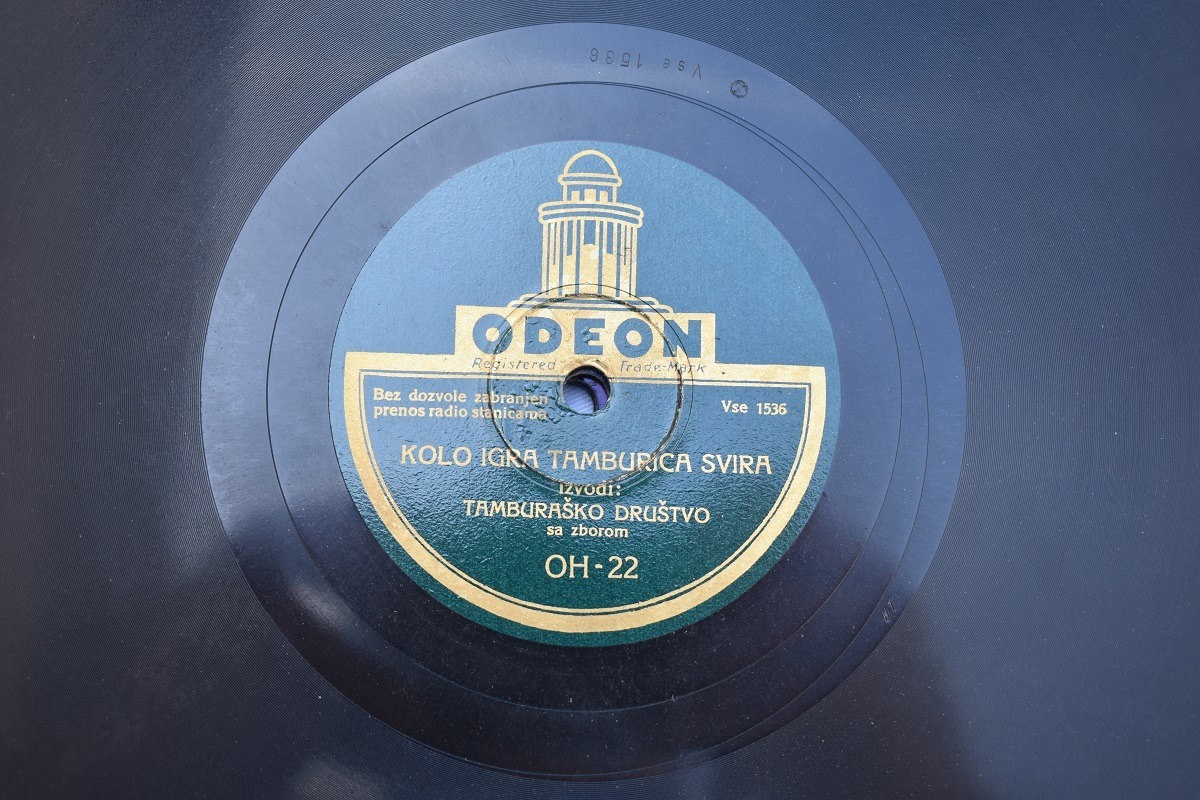 Vse 1536
ODEON
Registered Trade-Mark
Bez dozvole zabranjen
prenos radio stanicama
Vse 1536
KOLO IGRA TAMBURICA SVIRA
izvodi:
TAMBURAŠKO DRUŠTVO
sa zborom
OH-22